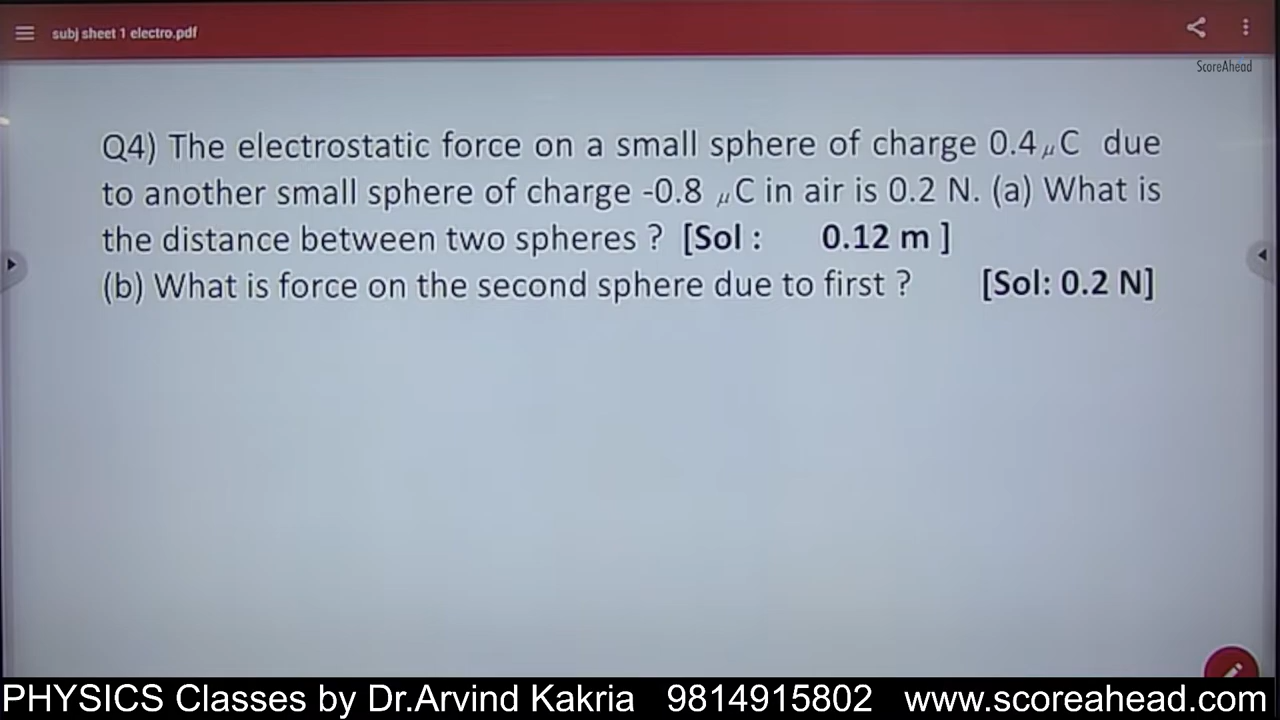 subj sheet 1 electro.pdf
ScoreAhead
Q4) The electrostatic force on a small sphere of charge 0.4 μC due
to another small sphere of charge -0.8 μC in air is 0.2 N. (a) What is
the distance between two spheres ? [Sol : 0.12 m ]
(b) What is force on the second sphere due to first ? [Sol: 0.2 N]
PHYSICS Classes by Dr.Arvind Kakria 9814915802 www.scoreahead.com